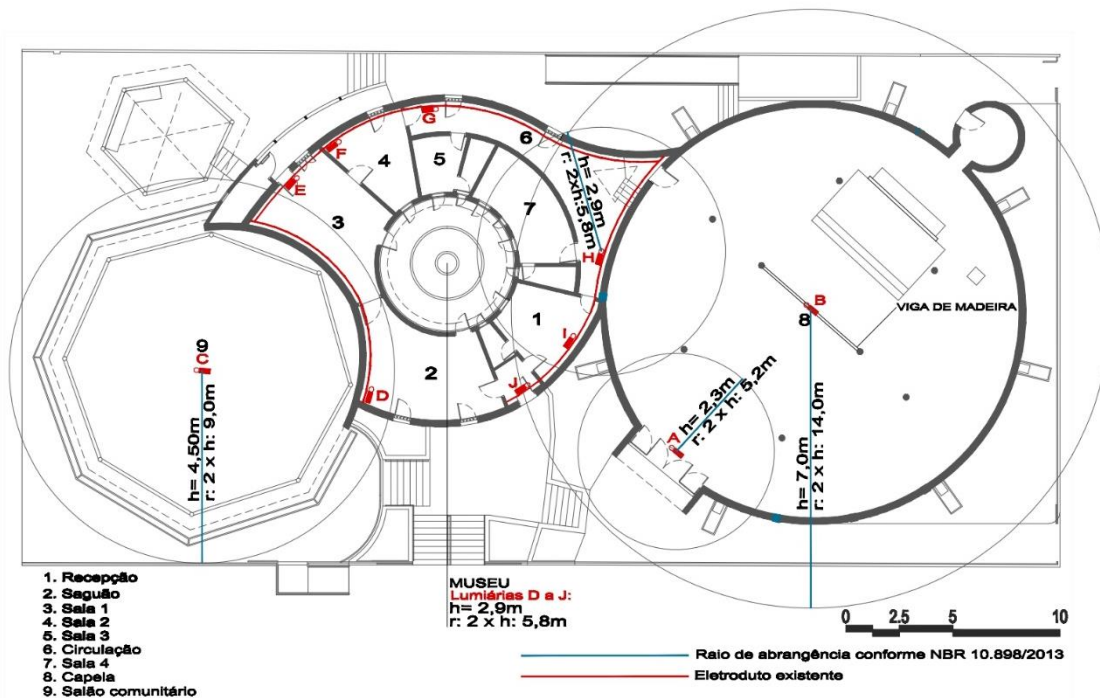 G
6
F
4
5
E
h= 2,9m
r: 2xh:5,8m
3
7
H
B
8
VIGA DE MADEIRA
1
I
9
C
2
J
D
h= 4,50m
r: 2 x h: 9,0m
A
h= 2,3m
r: 2 x h: 5,2m
h= 7,0m
r: 2 x h: 14,0m
1. Recepção
2. Saguão
3. Sala 1
4. Sala 2
5. Sala 3
6. Circulação
7. Sala 4
8. Capela
9. Salão comunitário
MUSEU
Lumiárias D a J:
h= 2,9m
r: 2 x h: 5,8m
0 2.5 5 10
Raio de abrangência conforme NBR 10.898/2013
Eletroduto existente